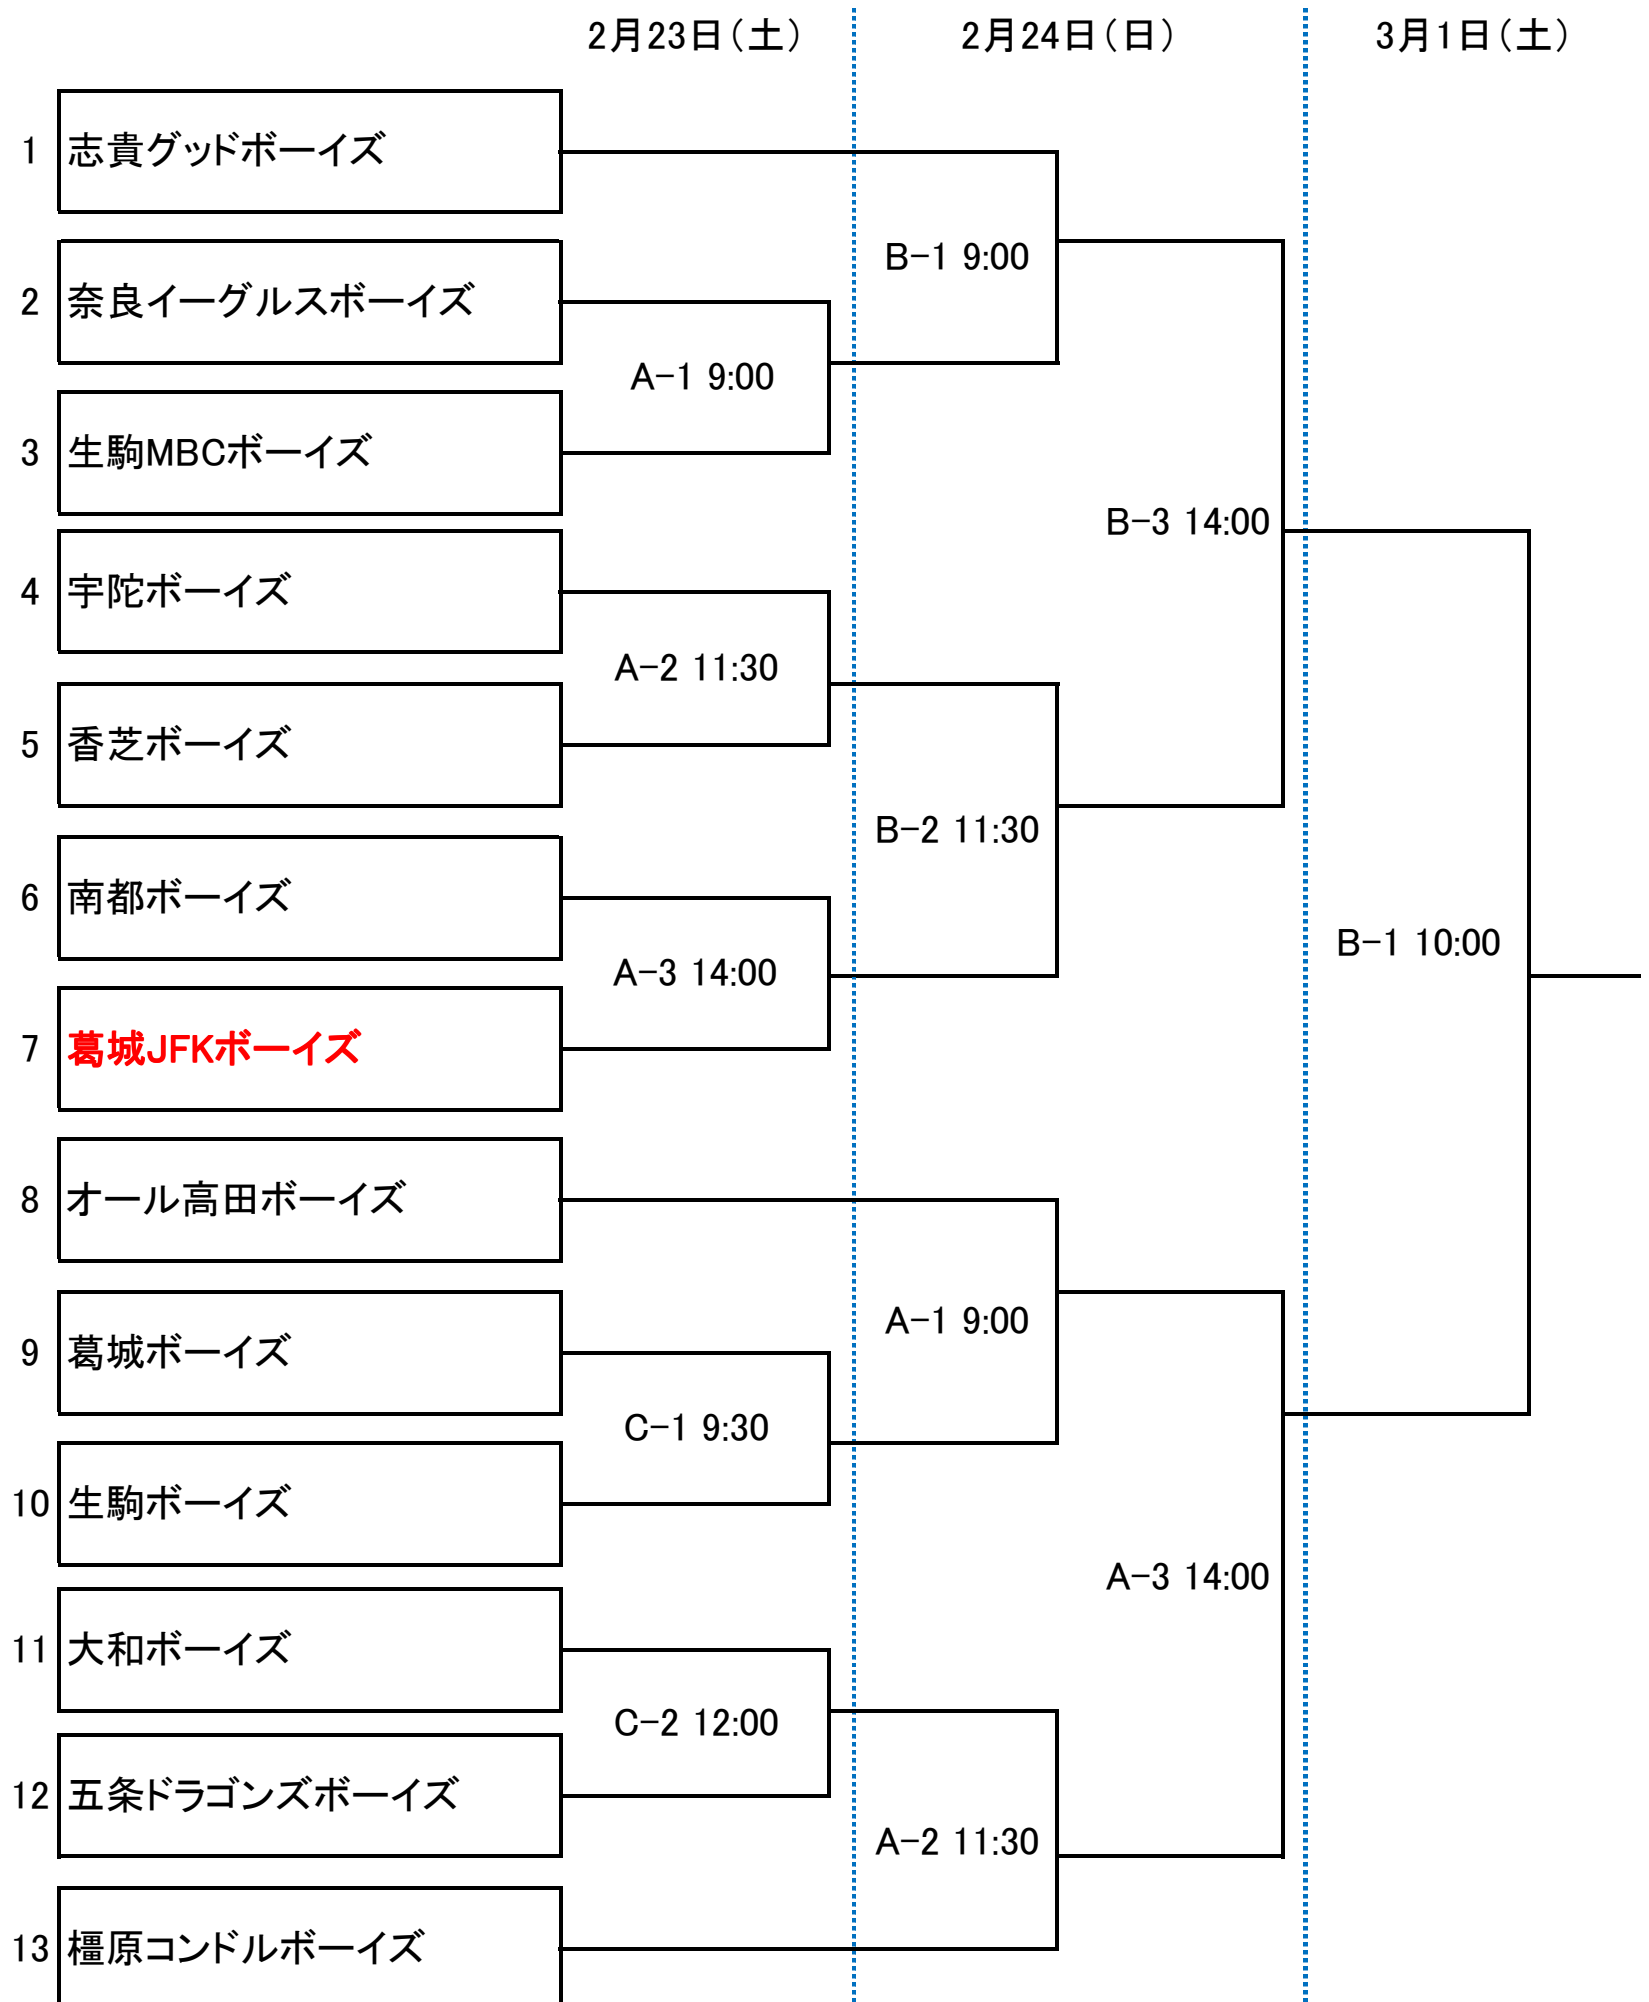 2月23日（土）
2月24日（日）
3月1日（土）
1 志貴グッドボーイズ
B-1 9:00
2 奈良イーグルスボーイズ
A-1 9:00
3 生駒MBCボーイズ
B-3 14:00
4 宇陀ボーイズ
A-2 11:30
5 香芝ボーイズ
B-2 11:30
6 南都ボーイズ
B-1 10:00
A-3 14:00
7 葛城JFKボーイズ
8 オール高田ボーイズ
A-1 9:00
9 葛城ボーイズ
C-1 9:30
10 生駒ボーイズ
A-3 14:00
11 大和ボーイズ
C-2 12:00
12 五条ドラゴンズボーイズ
A-2 11:30
13 橿原コンドルボーイズ